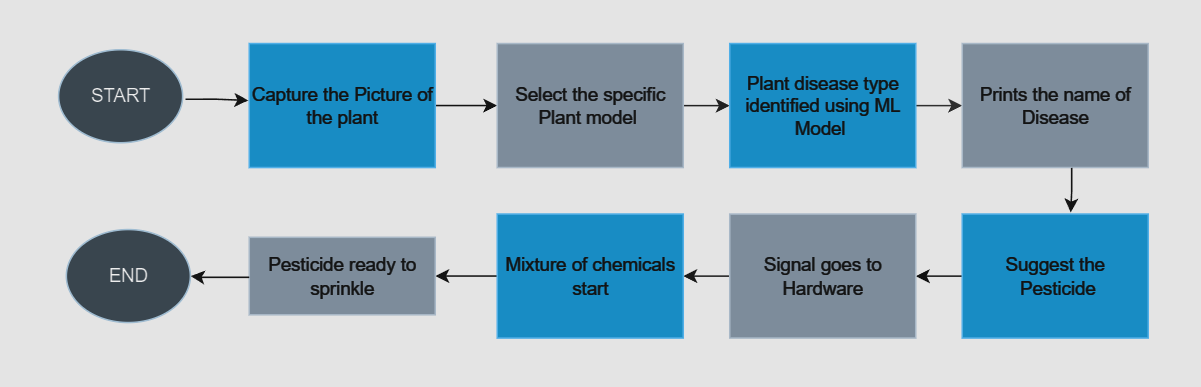 START
Capture the Picture of
the plant
Select the specific
Plant model
Plant disease type
identified using ML
Model
Prints the name of
Disease
Suggest the
Pesticide
Signal goes to
Hardware
Mixture of chemicals
start
Pesticide ready to
sprinkle
END